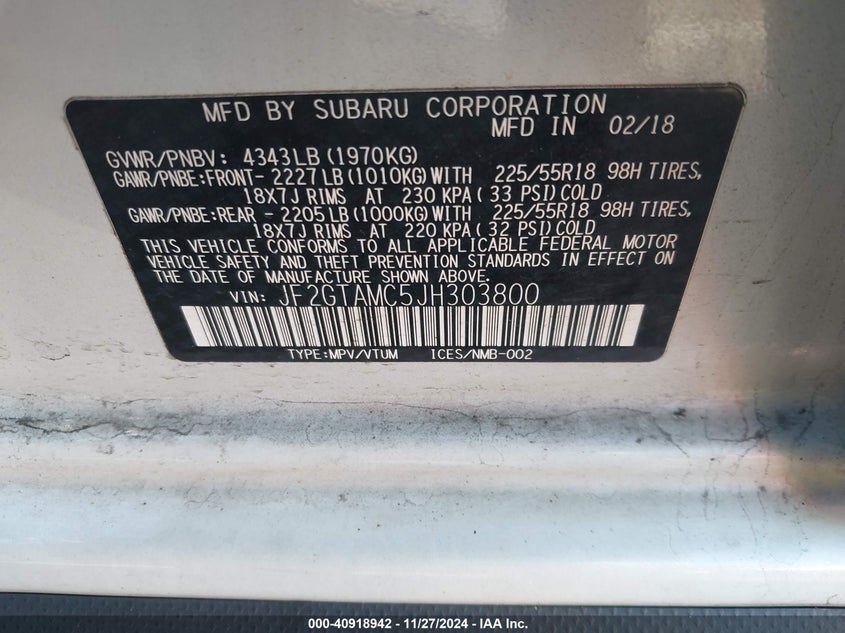 MFD BY SUBARU CORPORATION
MFD IN 02/18
GVWR/PNBV: 4343LB(1970KG)
GAWR/PNBE:FRONT- 2227LB(1010KG)WITH 225/55R18 98H TIRES,
18X7J RIMS AT 230 KPA( 33 PSI)COLD
GAWR/PNBE:REAR - 2205LB(1000KG)WITH 225/55R18 98H TIRES,
18X7J RIMS AT 220 KPA( 32 PSI)COLD
THIS VEHICLE CONFORMS TO ALL APPLICABLE FEDERAL MOTOR
VEHICLE SAFETY AND THEFT PREVENTION STANDARDS IN EFFECT ON
THE DATE OF MANUFACTURE SHOWN ABOVE.
VIN: JF2GTAMC5JH303800
TYPE:MPV/VTUM ICES/NMB-002
000-40918942 - 11/27/2024 - IAA Inc.